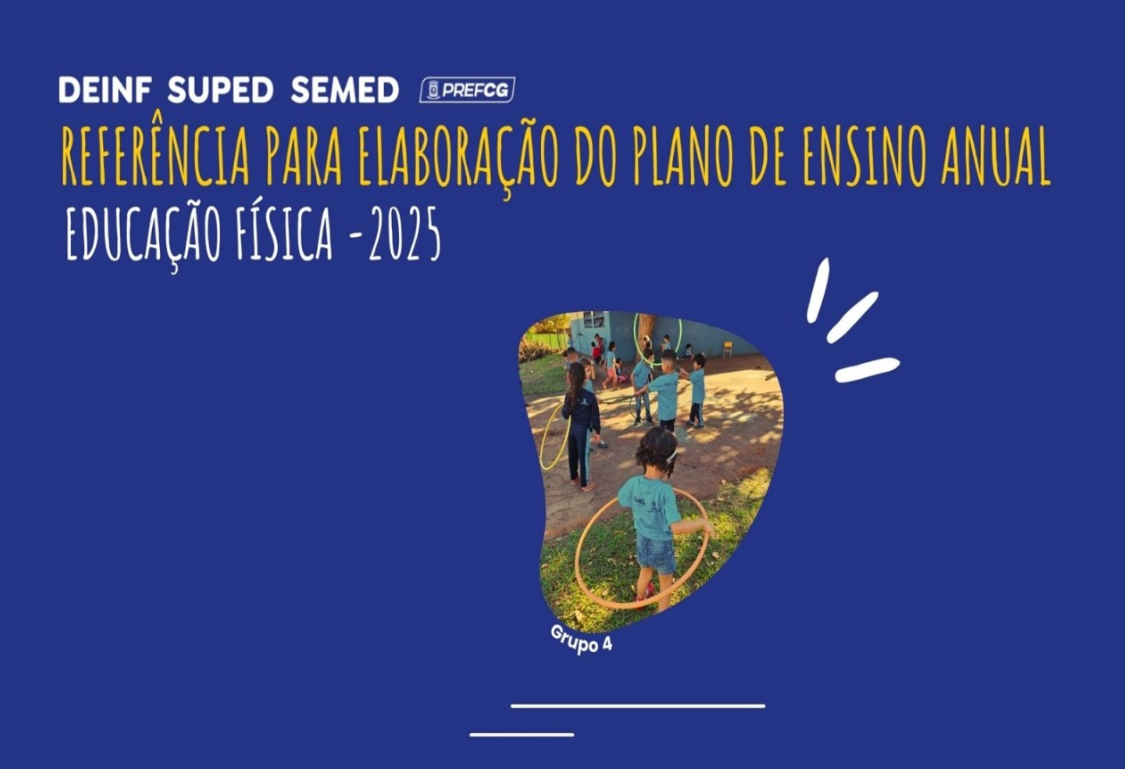 DEINF SUPED SEMED PREFCG
REFERÊNCIA PARA ELABORAÇÃO DO PLANO DE ENSINO ANUAL
EDUCAÇÃO FÍSICA -2025
Grupo 4